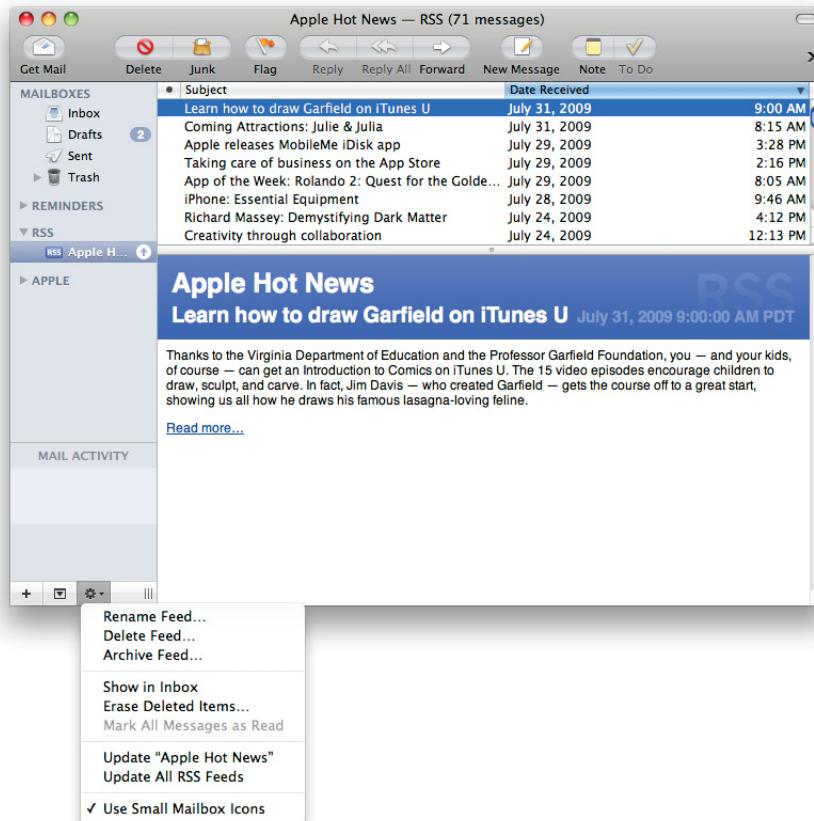 Apple Hot News — RSS (71 messages)
Get Mail Delete Junk Flag Reply Reply All Forward New Message Note To Do
MAILBOXES
Inbox
Drafts 2
Sent
Trash
REMINDERS
RSS
RSS Apple H...
APPLE
MAIL ACTIVITY
Subject Date Received
Learn how to draw Garfield on iTunes U July 31, 2009 9:00 AM
Coming Attractions: Julie & Julia July 31, 2009 8:15 AM
Apple releases MobileMe iDisk app July 29, 2009 3:28 PM
Taking care of business on the App Store July 29, 2009 2:16 PM
App of the Week: Rolando 2: Quest for the Golde... July 29, 2009 8:05 AM
iPhone: Essential Equipment July 28, 2009 9:46 AM
Richard Massey: Demystifying Dark Matter July 24, 2009 4:12 PM
Creativity through collaboration July 24, 2009 12:13 PM
Apple Hot News RSS
Learn how to draw Garfield on iTunes U July 31, 2009 9:00:00 AM PDT
Thanks to the Virginia Department of Education and the Professor Garfield Foundation, you — and your kids,
of course — can get an Introduction to Comics on iTunes U. The 15 video episodes encourage children to
draw, sculpt, and carve. In fact, Jim Davis — who created Garfield — gets the course off to a great start,
showing us all how he draws his famous lasagna-loving feline.
Read more...
Rename Feed...
Delete Feed...
Archive Feed...
Show in Inbox
Erase Deleted Items...
Mark All Messages as Read
Update “Apple Hot News”
Update All RSS Feeds
✓ Use Small Mailbox Icons